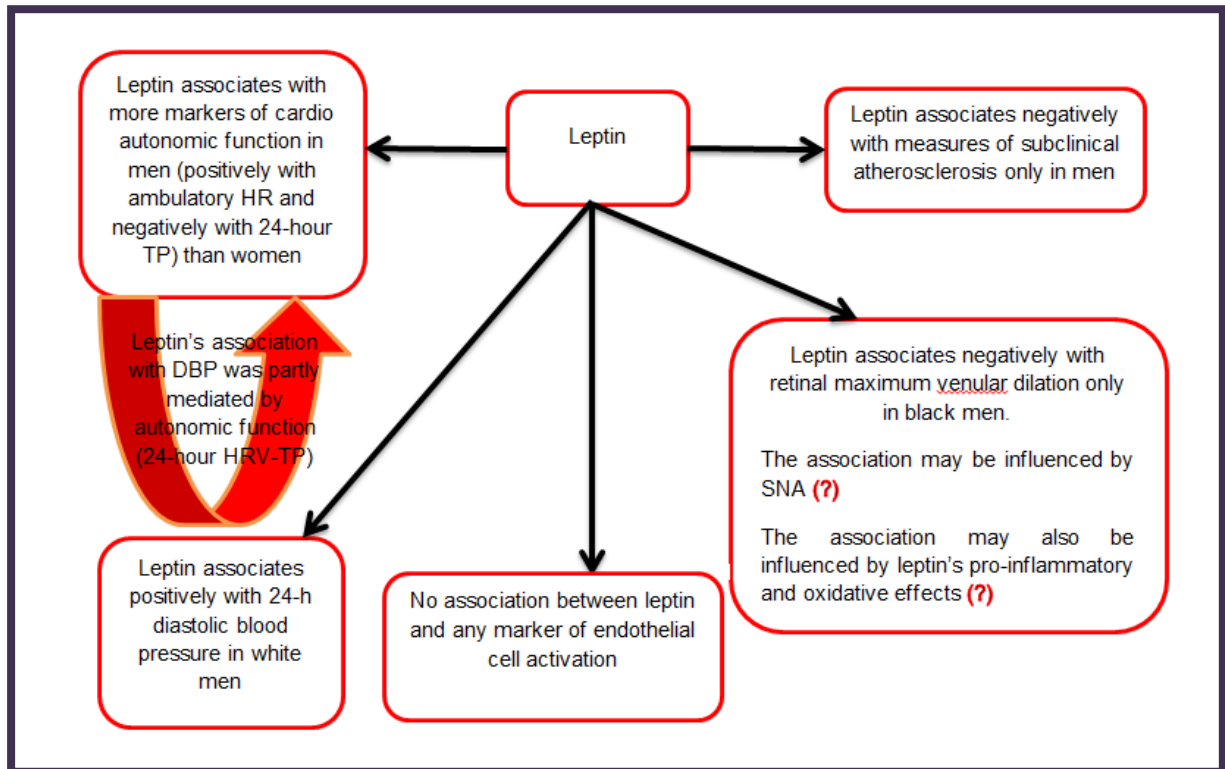 Leptin associates with
more markers of cardio
autonomic function in
men (positively with
ambulatory HR and
negatively with 24-hour
TP) than women
Leptin
Leptin associates negatively
with measures of subclinical
atherosclerosis only in men
Leptin's association
with DBP was partly
mediated by
autonomic function
(24-hour HRV-TP)
Leptin associates negatively with
retinal maximum venular dilation only
in black men.
The association may be influenced by
SNA (?)
The association may also be
influenced by leptin's pro-inflammatory
and oxidative effects (?)
Leptin associates
positively with 24-h
diastolic blood
pressure in white
men
No association between leptin
and any marker of endothelial
cell activation